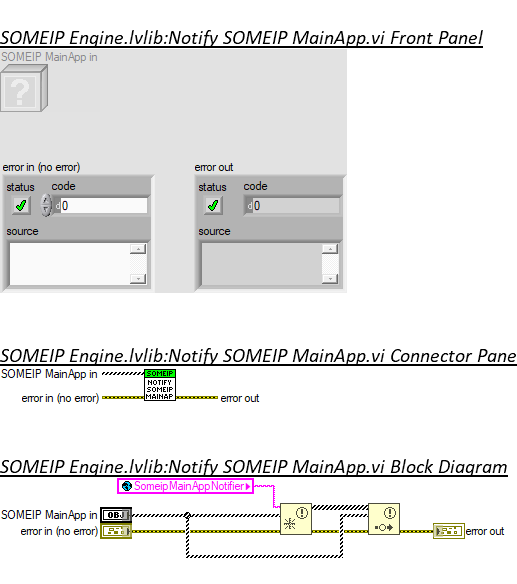 SOMEIP Engine.lvlib:Notify SOMEIP MainApp.vi Front Panel
SOMEIP MainApp in
?
error in (no error)
error out
status code
status code
d 0
d 0
source
source
SOMEIP Engine.lvlib:Notify SOMEIP MainApp.vi Connector Pane
SOMEIP MainApp in
SOMEIP
NOTIFY
SOMEIP
MAINAP
error in (no error)
error out
SOMEIP Engine.lvlib:Notify SOMEIP MainApp.vi Block Diagram
SomeipMainAppNotifier
SOMEIP MainApp in
OBJ
error in (no error)
error out